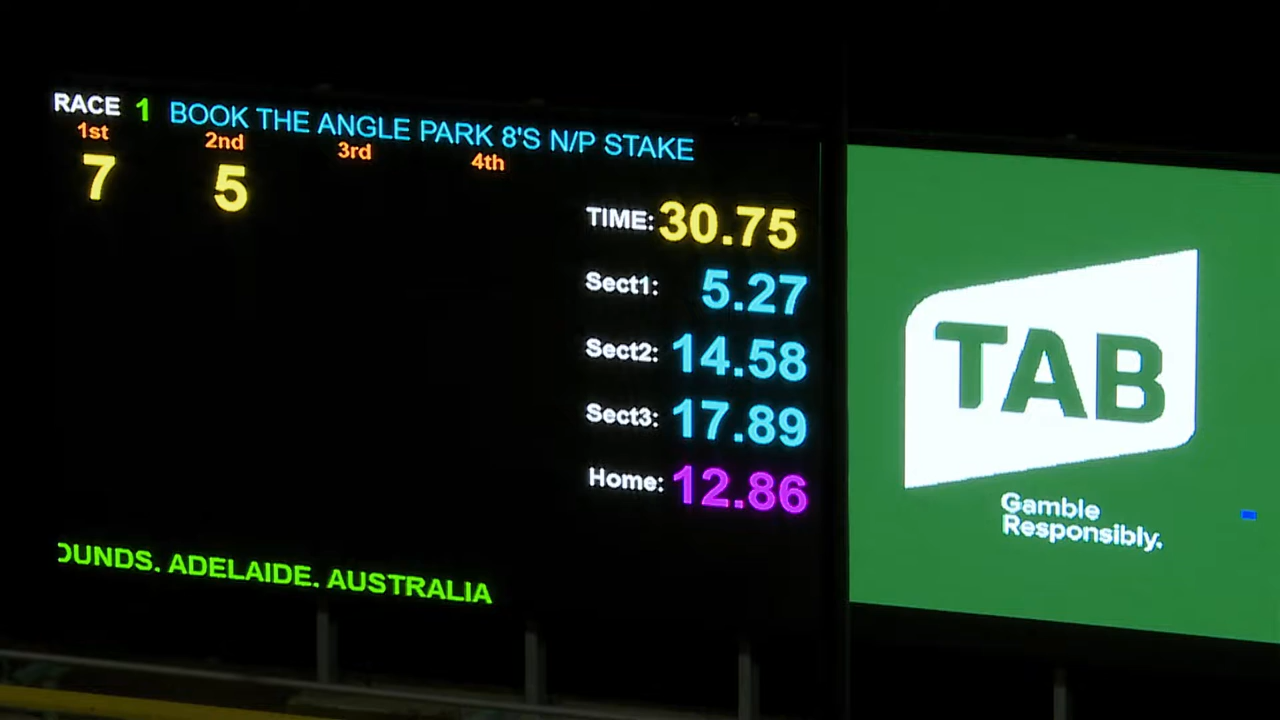 RACE 1 BOOK THE ANGLE PARK 8'S N/P STAKE
1st 2nd 3rd 4th
7 5
TIME: 30.75
Sect1: 5.27
Sect2: 14.58
Sect3: 17.89
Home: 12.86
OUNDS. ADELAIDE. AUSTRALIA
TAB
Gamble
Responsibly.